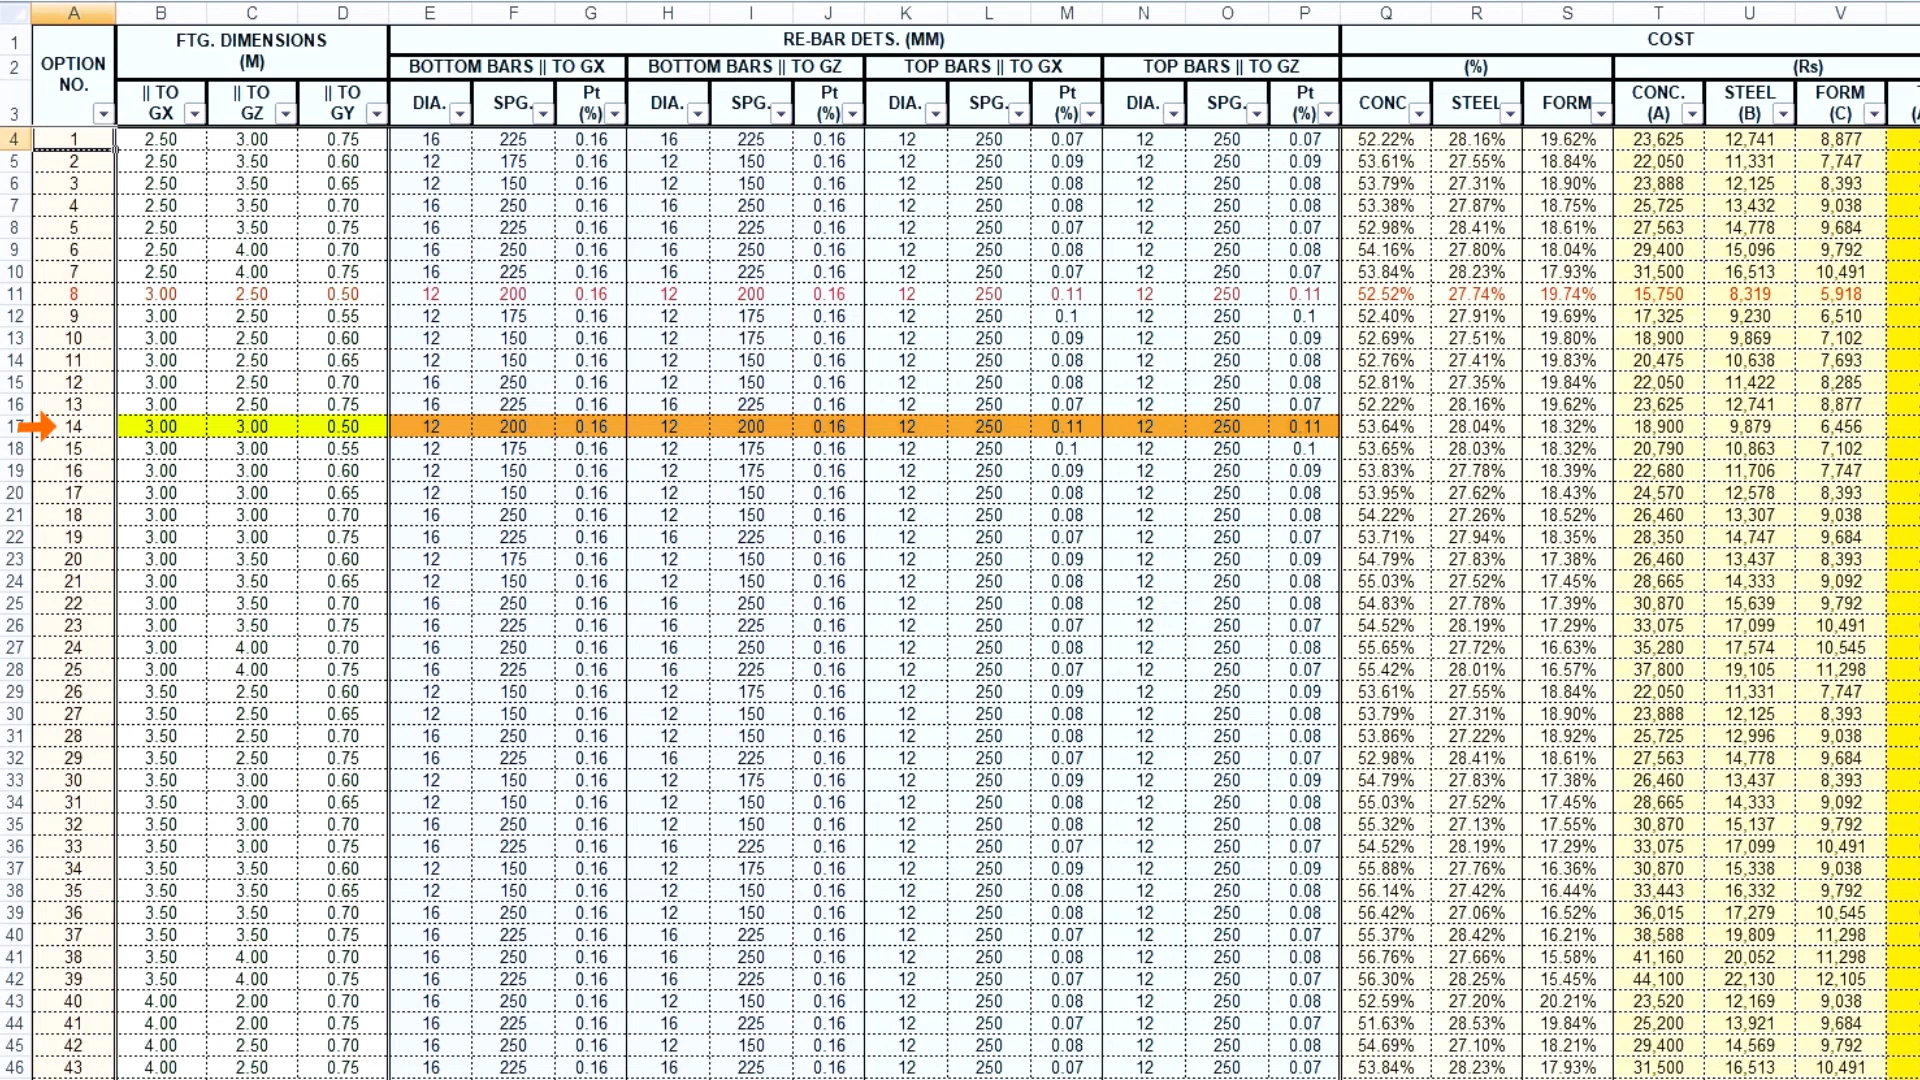 A B C D E F G H I J K L M N O P Q R S T U V
1 OPTION NO. FTG. DIMENSIONS (M) RE-BAR DETS. (MM) COST
2 BOTTOM BARS || TO GX BOTTOM BARS || TO GZ TOP BARS || TO GX TOP BARS || TO GZ (%) (Rs)
3 || TO GX || TO GZ || TO GY DIA. SPG. Pt (%) DIA. SPG. Pt (%) DIA. SPG. Pt (%) DIA. SPG. Pt (%) CONC STEEL FORM CONC. (A) STEEL (B) FORM (C)
4 1 2.50 3.00 0.75 16 225 0.16 16 225 0.16 12 250 0.07 12 250 0.07 52.22% 28.16% 19.62% 23,625 12,741 8,877
5 2 2.50 3.50 0.60 12 175 0.16 12 150 0.16 12 250 0.09 12 250 0.09 53.61% 27.55% 18.84% 22,050 11,331 7,747
6 3 2.50 3.50 0.65 12 150 0.16 12 150 0.16 12 250 0.08 12 250 0.08 53.79% 27.31% 18.90% 23,888 12,125 8,393
7 4 2.50 3.50 0.70 16 250 0.16 16 250 0.16 12 250 0.08 12 250 0.08 53.38% 27.87% 18.75% 25,725 13,432 9,038
8 5 2.50 3.50 0.75 16 225 0.16 16 225 0.16 12 250 0.07 12 250 0.07 52.98% 28.41% 18.61% 27,563 14,778 9,684
9 6 2.50 4.00 0.70 16 250 0.16 16 250 0.16 12 250 0.08 12 250 0.08 54.16% 27.80% 18.04% 29,400 15,096 9,792
10 7 2.50 4.00 0.75 16 225 0.16 16 225 0.16 12 250 0.07 12 250 0.07 53.84% 28.23% 17.93% 31,500 16,513 10,491
11 8 3.00 2.50 0.50 12 200 0.16 12 200 0.16 12 250 0.11 12 250 0.11 52.52% 27.74% 19.74% 15,750 8,319 5,918
12 9 3.00 2.50 0.55 12 175 0.16 12 175 0.16 12 250 0.1 12 250 0.1 52.40% 27.91% 19.69% 17,325 9,230 6,510
13 10 3.00 2.50 0.60 12 150 0.16 12 175 0.16 12 250 0.09 12 250 0.09 52.69% 27.51% 19.80% 18,900 9,869 7,102
14 11 3.00 2.50 0.65 12 150 0.16 12 150 0.16 12 250 0.08 12 250 0.08 52.76% 27.41% 19.83% 20,475 10,638 7,693
15 12 3.00 2.50 0.70 16 250 0.16 12 150 0.16 12 250 0.08 12 250 0.08 52.81% 27.35% 19.84% 22,050 11,422 8,285
16 13 3.00 2.50 0.75 16 225 0.16 16 225 0.16 12 250 0.07 12 250 0.07 52.22% 28.16% 19.62% 23,625 12,741 8,877
14 3.00 3.00 0.50 12 200 0.16 12 200 0.16 12 250 0.11 12 250 0.11 53.64% 28.04% 18.32% 18,900 9,879 6,456
18 15 3.00 3.00 0.55 12 175 0.16 12 175 0.16 12 250 0.1 12 250 0.1 53.65% 28.03% 18.32% 20,790 10,863 7,102
19 16 3.00 3.00 0.60 12 150 0.16 12 175 0.16 12 250 0.09 12 250 0.09 53.83% 27.78% 18.39% 22,680 11,706 7,747
20 17 3.00 3.00 0.65 12 150 0.16 12 150 0.16 12 250 0.08 12 250 0.08 53.95% 27.62% 18.43% 24,570 12,578 8,393
21 18 3.00 3.00 0.70 16 250 0.16 12 150 0.16 12 250 0.08 12 250 0.08 54.22% 27.26% 18.52% 26,460 13,307 9,038
22 19 3.00 3.00 0.75 16 225 0.16 16 225 0.16 12 250 0.07 12 250 0.07 53.71% 27.94% 18.35% 28,350 14,747 9,684
23 20 3.00 3.50 0.60 12 175 0.16 12 150 0.16 12 250 0.09 12 250 0.09 54.79% 27.83% 17.38% 26,460 13,437 8,393
24 21 3.00 3.50 0.65 12 150 0.16 12 150 0.16 12 250 0.08 12 250 0.08 55.03% 27.52% 17.45% 28,665 14,333 9,092
25 22 3.00 3.50 0.70 16 250 0.16 16 250 0.16 12 250 0.08 12 250 0.08 54.83% 27.78% 17.39% 30,870 15,639 9,792
26 23 3.00 3.50 0.75 16 225 0.16 16 225 0.16 12 250 0.07 12 250 0.07 54.52% 28.19% 17.29% 33,075 17,099 10,491
27 24 3.00 4.00 0.70 16 250 0.16 16 250 0.16 12 250 0.08 12 250 0.08 55.65% 27.72% 16.63% 35,280 17,574 10,545
28 25 3.00 4.00 0.75 16 225 0.16 16 225 0.16 12 250 0.07 12 250 0.07 55.42% 28.01% 16.57% 37,800 19,105 11,298
29 26 3.50 2.50 0.60 12 150 0.16 12 175 0.16 12 250 0.09 12 250 0.09 53.61% 27.55% 18.84% 22,050 11,331 7,747
30 27 3.50 2.50 0.65 12 150 0.16 12 150 0.16 12 250 0.08 12 250 0.08 53.79% 27.31% 18.90% 23,888 12,125 8,393
31 28 3.50 2.50 0.70 16 250 0.16 12 150 0.16 12 250 0.08 12 250 0.08 53.86% 27.22% 18.92% 25,725 12,996 9,038
32 29 3.50 2.50 0.75 16 225 0.16 16 225 0.16 12 250 0.07 12 250 0.07 52.98% 28.41% 18.61% 27,563 14,778 9,684
33 30 3.50 3.00 0.60 12 150 0.16 12 175 0.16 12 250 0.09 12 250 0.09 54.79% 27.83% 17.38% 26,460 13,437 8,393
34 31 3.50 3.00 0.65 12 150 0.16 12 150 0.16 12 250 0.08 12 250 0.08 55.03% 27.52% 17.45% 28,665 14,333 9,092
35 32 3.50 3.00 0.70 16 250 0.16 12 150 0.16 12 250 0.08 12 250 0.08 55.32% 27.13% 17.55% 30,870 15,137 9,792
36 33 3.50 3.00 0.75 16 225 0.16 16 225 0.16 12 250 0.07 12 250 0.07 54.52% 28.19% 17.29% 33,075 17,099 10,491
37 34 3.50 3.50 0.60 12 150 0.16 12 175 0.16 12 250 0.09 12 250 0.09 55.88% 27.76% 16.36% 30,870 15,338 9,038
38 35 3.50 3.50 0.65 12 150 0.16 12 150 0.16 12 250 0.08 12 250 0.08 56.14% 27.42% 16.44% 33,443 16,332 9,792
39 36 3.50 3.50 0.70 16 250 0.16 12 150 0.16 12 250 0.08 12 250 0.08 56.42% 27.06% 16.52% 36,015 17,279 10,545
40 37 3.50 3.50 0.75 16 225 0.16 16 225 0.16 12 250 0.07 12 250 0.07 55.37% 28.42% 16.21% 38,588 19,809 11,298
41 38 3.50 4.00 0.70 16 250 0.16 16 250 0.16 12 250 0.08 12 250 0.08 56.76% 27.66% 15.58% 41,160 20,052 11,298
42 39 3.50 4.00 0.75 16 225 0.16 16 225 0.16 12 250 0.07 12 250 0.07 56.30% 28.25% 15.45% 44,100 22,130 12,105
43 40 4.00 2.00 0.70 16 250 0.16 12 150 0.16 12 250 0.08 12 250 0.08 52.59% 27.20% 20.21% 23,520 12,169 9,038
44 41 4.00 2.00 0.75 16 225 0.16 16 225 0.16 12 250 0.07 12 250 0.07 51.63% 28.53% 19.84% 25,200 13,921 9,684
45 42 4.00 2.50 0.70 16 250 0.16 12 150 0.16 12 250 0.08 12 250 0.08 54.69% 27.10% 18.21% 29,400 14,569 9,792
46 43 4.00 2.50 0.75 16 225 0.16 16 225 0.16 12 250 0.07 12 250 0.07 53.84% 28.23% 17.93% 31,500 16,513 10,491